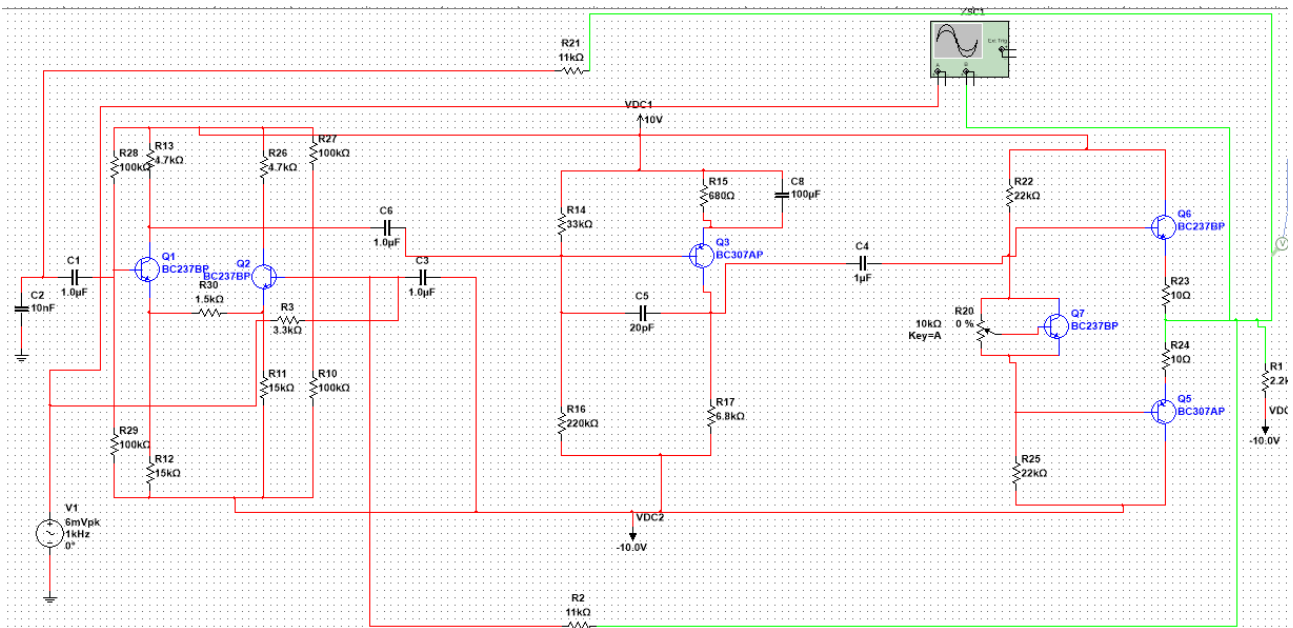 XSC1
Ext Trig
R21
11kΩ
VDC1
10V
R28
100kΩ
R13
4.7kΩ
R26
4.7kΩ
R27
100kΩ
R15
680Ω
C8
100µF
R22
22kΩ
C6
1.0µF
R14
33kΩ
Q6
BC237BP
Q3
BC307AP
C1
1.0µF
Q1
BC237BP
Q2
BC237BP
C3
1.0µF
C4
1µF
C2
10nF
R30
1.5kΩ
R3
3.3kΩ
C5
20pF
R23
10Ω
R20
10kΩ
0 %
Key=A
Q7
BC237BP
R24
10Ω
R11
15kΩ
R10
100kΩ
R16
220kΩ
R17
6.8kΩ
Q5
BC307AP
R1
2.2k
VDC
-10.0V
R29
100kΩ
R12
15kΩ
R25
22kΩ
V1
6mVpk
1kHz
0°
VDC2
-10.0V
R2
11kΩ